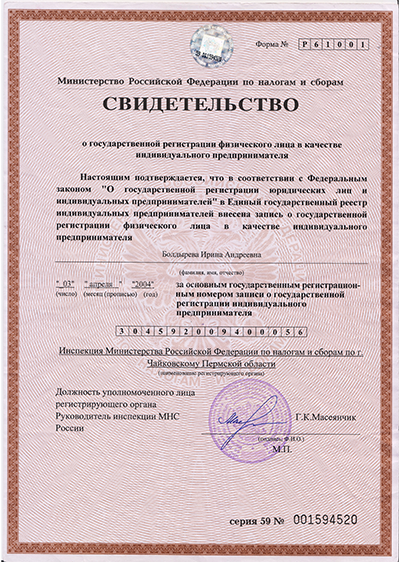 Форма № Р 6 1 0 0 1
Министерство Российской Федерации по налогам и сборам
СВИДЕТЕЛЬСТВО
о государственной регистрации физического лица в качестве
индивидуального предпринимателя
Настоящим подтверждается, что в соответствии с Федеральным
законом "О государственной регистрации юридических лиц и
индивидуальных предпринимателей" в Единый государственный реестр
индивидуальных предпринимателей внесена запись о государственной
регистрации физического лица в качестве индивидуального
предпринимателя
Болдырева Ирина Андреевна
(фамилия, имя, отчество)
"_03" "апреля_" "2004" за основным государственным регистрацион-
(число) (месяц (прописью) (год) ным номером записи о государственной
регистрации индивидуального
предпринимателя
3 0 4 5 9 2 0 0 9 4 0 0 0 5 6
Инспекция Министерства Российской Федерации по налогам и сборам по г.
Чайковскому Пермской области
(наименование регистрирующего органа)
Должность уполномоченного лица
регистрирующего органа
Руководитель инспекции МНС Г.К.Масеянчик
России
(подпись, Ф.И.О.)
М.П.
серия 59 № 001594520